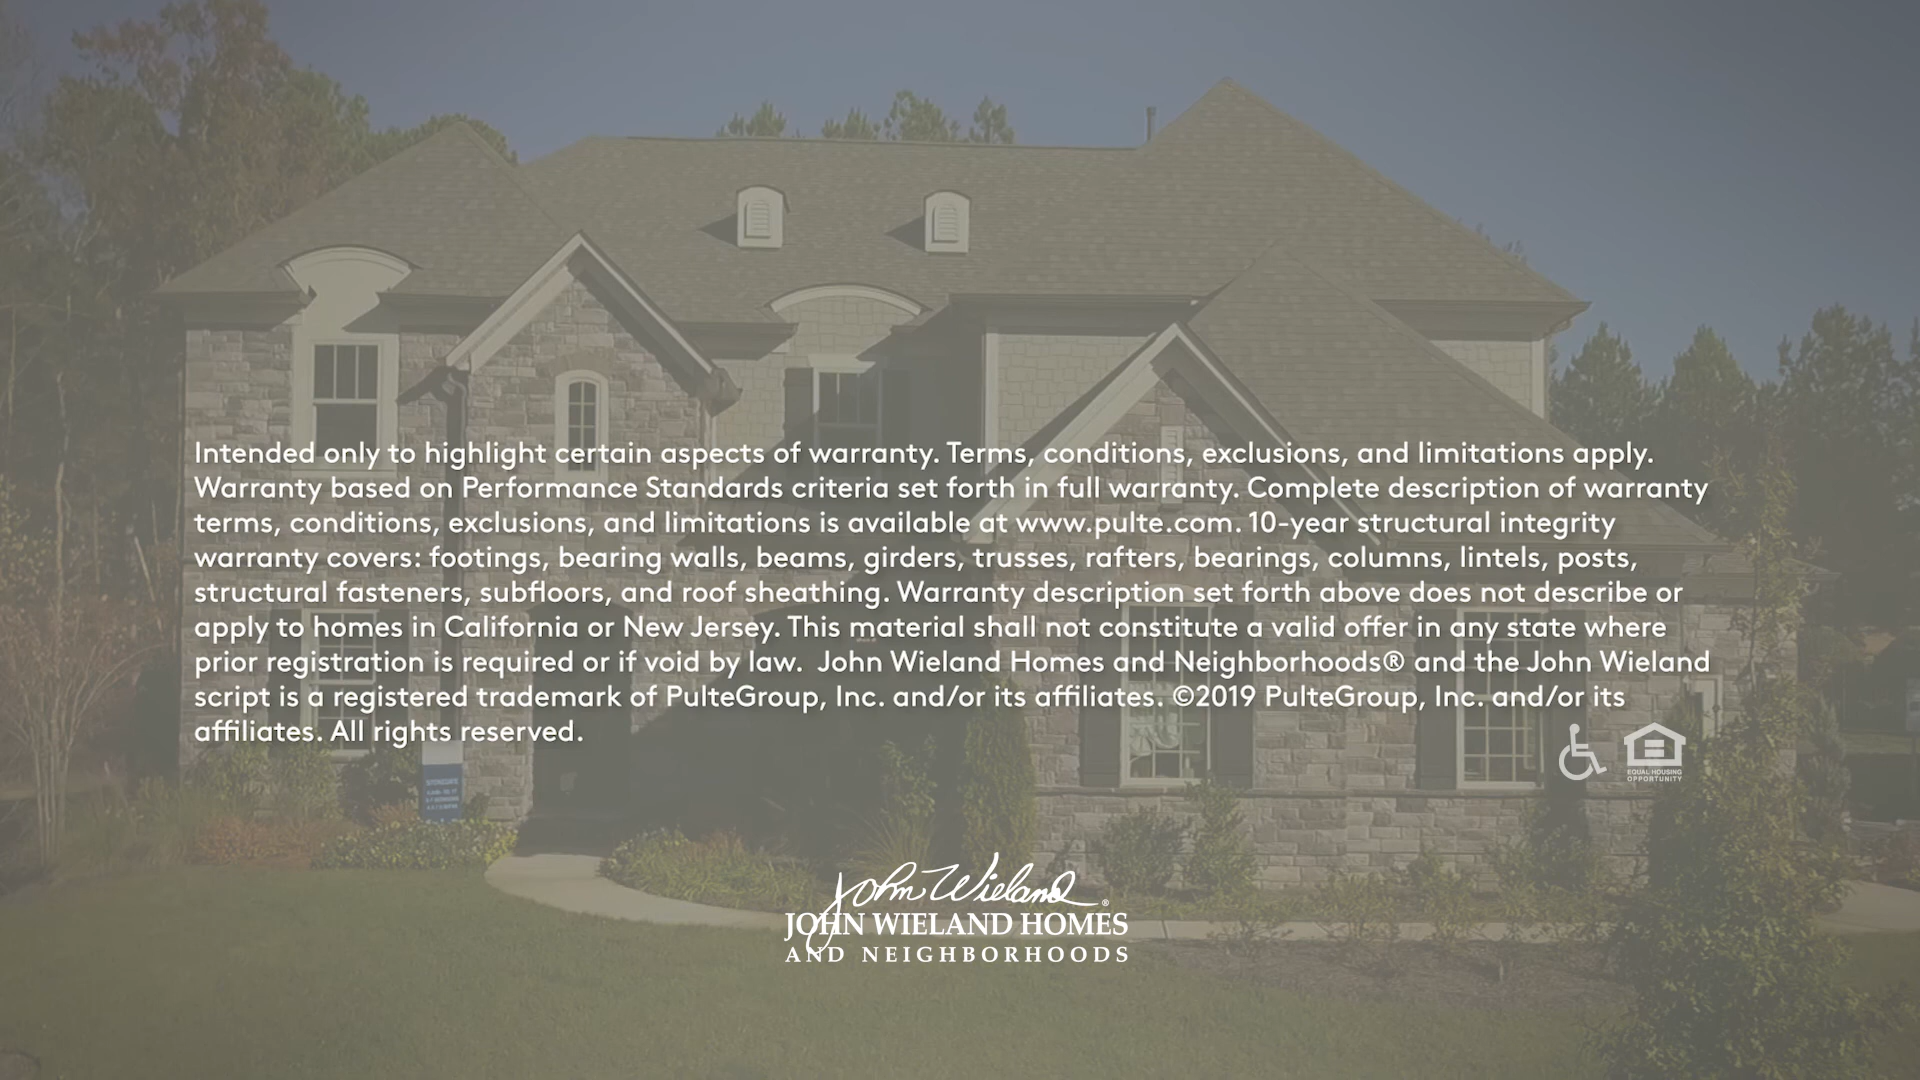 Intended only to highlight certain aspects of warranty. Terms, conditions, exclusions, and limitations apply.
Warranty based on Performance Standards criteria set forth in full warranty. Complete description of warranty
terms, conditions, exclusions, and limitations is available at www.pulte.com. 10-year structural integrity
warranty covers: footings, bearing walls, beams, girders, trusses, rafters, bearings, columns, lintels, posts,
structural fasteners, subfloors, and roof sheathing. Warranty description set forth above does not describe or
apply to homes in California or New Jersey. This material shall not constitute a valid offer in any state where
prior registration is required or if void by law.  John Wieland Homes and Neighborhoods® and the John Wieland
script is a registered trademark of PulteGroup, Inc. and/or its affiliates. ©2019 PulteGroup, Inc. and/or its
affiliates. All rights reserved.
EQUAL HOUSING
OPPORTUNITY
John Wieland®
JOHN WIELAND HOMES
AND NEIGHBORHOODS